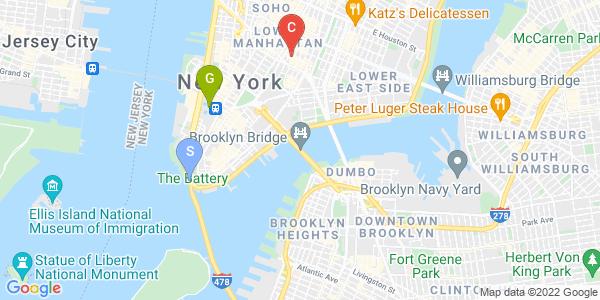 SOHO
Katz's Delicatessen
Jersey City
LOWER
MANHATTAN
C
E Houston St
McCarren Park
Grand St
G
New York
LOWER
EAST SIDE
Williamsburg Bridge
NEW JERSEY
NEW YORK
Peter Luger Steak House
Brooklyn Bridge
WILLIAMSBURG
S
The Battery
DUMBO
Brooklyn Navy Yard
SOUTH
WILLIAMSBURG
Ellis Island National
Museum of Immigration
BROOKLYN
HEIGHTS
DOWNTOWN
BROOKLYN
278
Park Ave
Statue of Liberty
National Monument
478
Atlantic Ave
Livingston St
Fort Greene
Park
CLINTON
Herbert Von
King Park
Google
Map data ©2022 Google